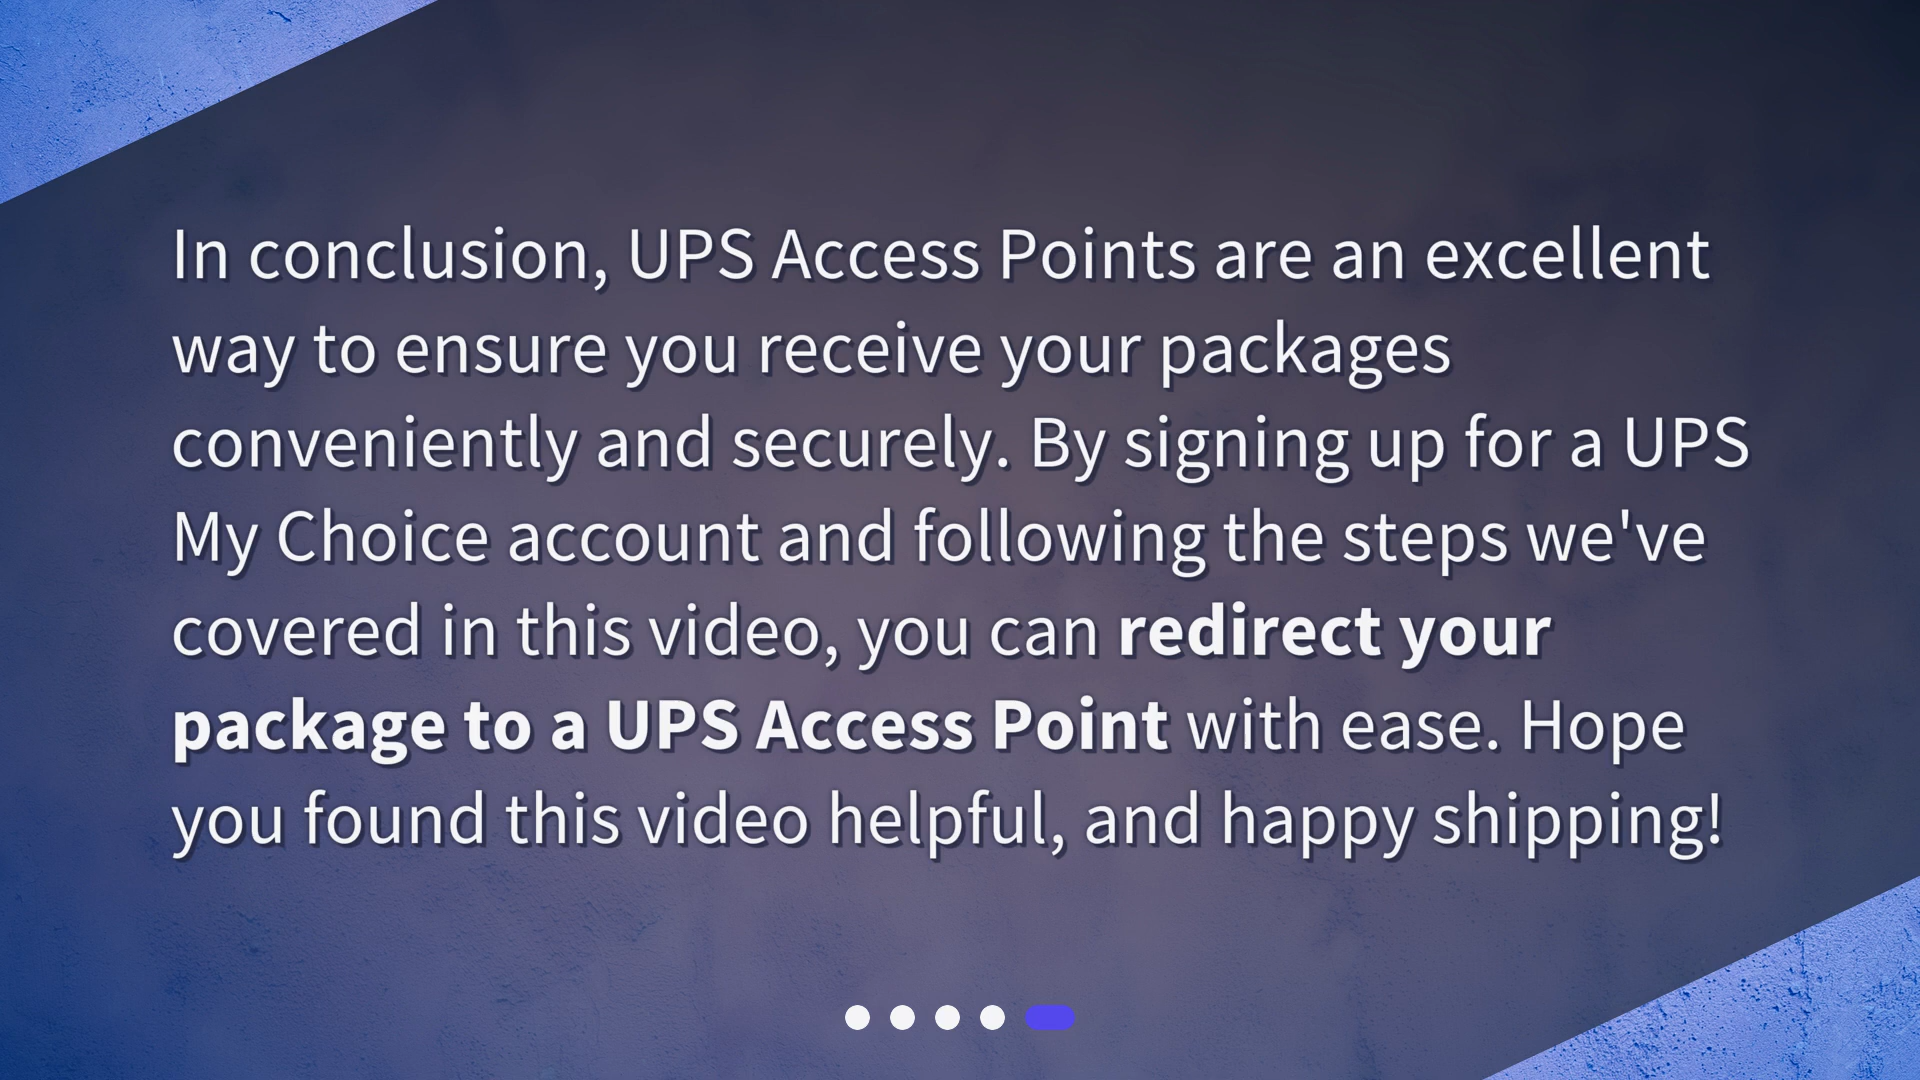 In conclusion, UPS Access Points are an excellent
way to ensure you receive your packages
conveniently and securely. By signing up for a UPS
My Choice account and following the steps we've
covered in this video, you can redirect your
package to a UPS Access Point with ease. Hope
you found this video helpful, and happy shipping!